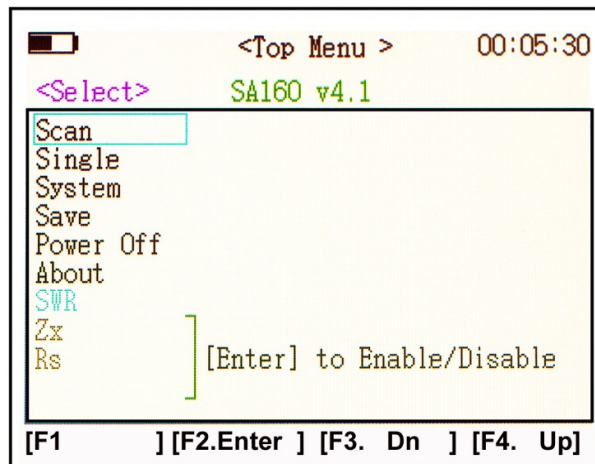 <Top Menu > 00:05:30
<Select> SA160 v4.1
Scan
Single
System
Save
Power Off
About
SWR
Zx
Rs [Enter] to Enable/Disable
[F1 ] [F2.Enter ] [F3. Dn ] [F4. Up]